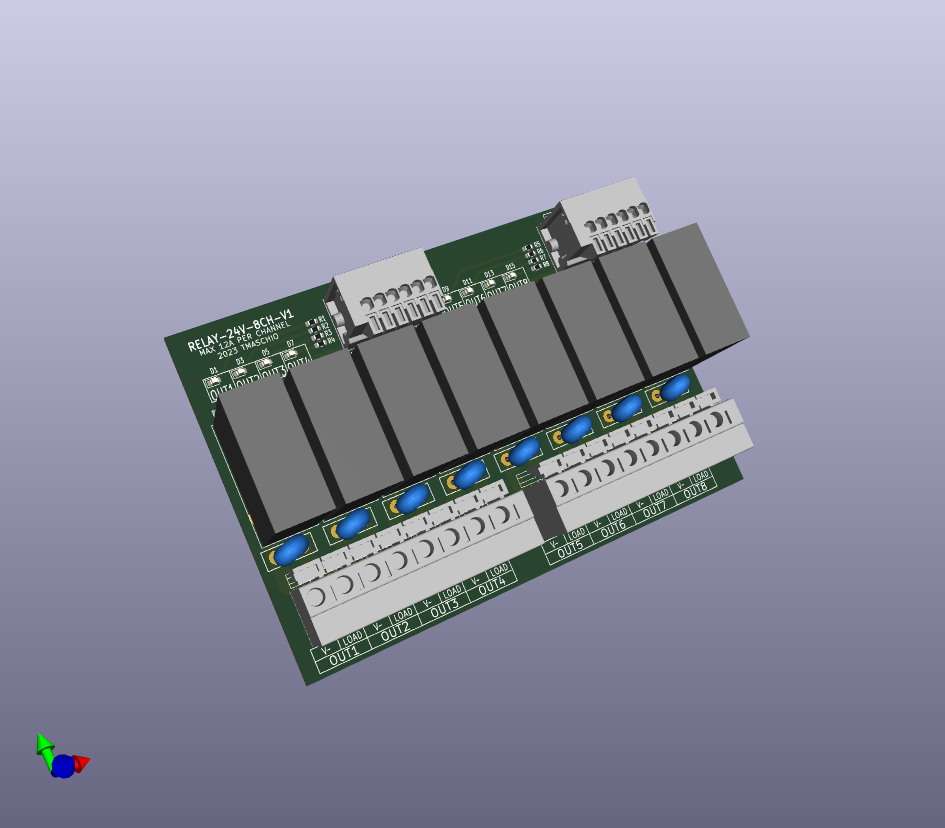 RELAY-24V-8CH-V1
MAX 12A PER CHANNEL
2023 TMASCHIO
D1
D3
D5
D7
OUT1
OUT2
OUT3
OUT4
R1
R2
R3
R4
D9
D11
D13
D15
OUT5
OUT6
OUT7
OUT8
R5
R6
R7
R8
V- LOAD V- LOAD V- LOAD V- LOAD
OUT1 OUT2 OUT3 OUT4
V- LOAD V- LOAD V- LOAD V- LOAD
OUT5 OUT6 OUT7 OUT8